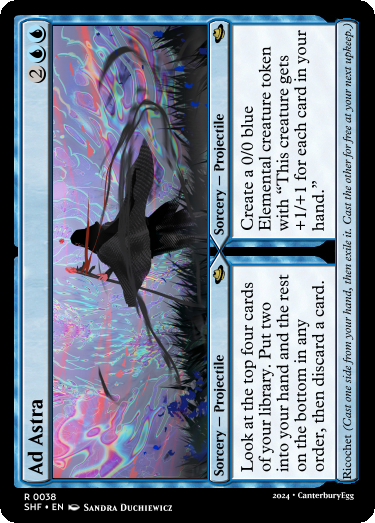 Ad Astra
2
Sorcery — Projectile
Look at the top four cards
of your library. Put two
into your hand and the rest
on the bottom in any
order, then discard a card.
Sorcery — Projectile
Create a 0/0 blue
Elemental creature token
with “This creature gets
+1/+1 for each card in your
hand.”
Ricochet (Cast one side from your hand, then exile it. Cast the other for free at your next upkeep.)
R 0038
SHF • EN SANDRA DUCHIEWICZ
2024 • CanterburyEgg